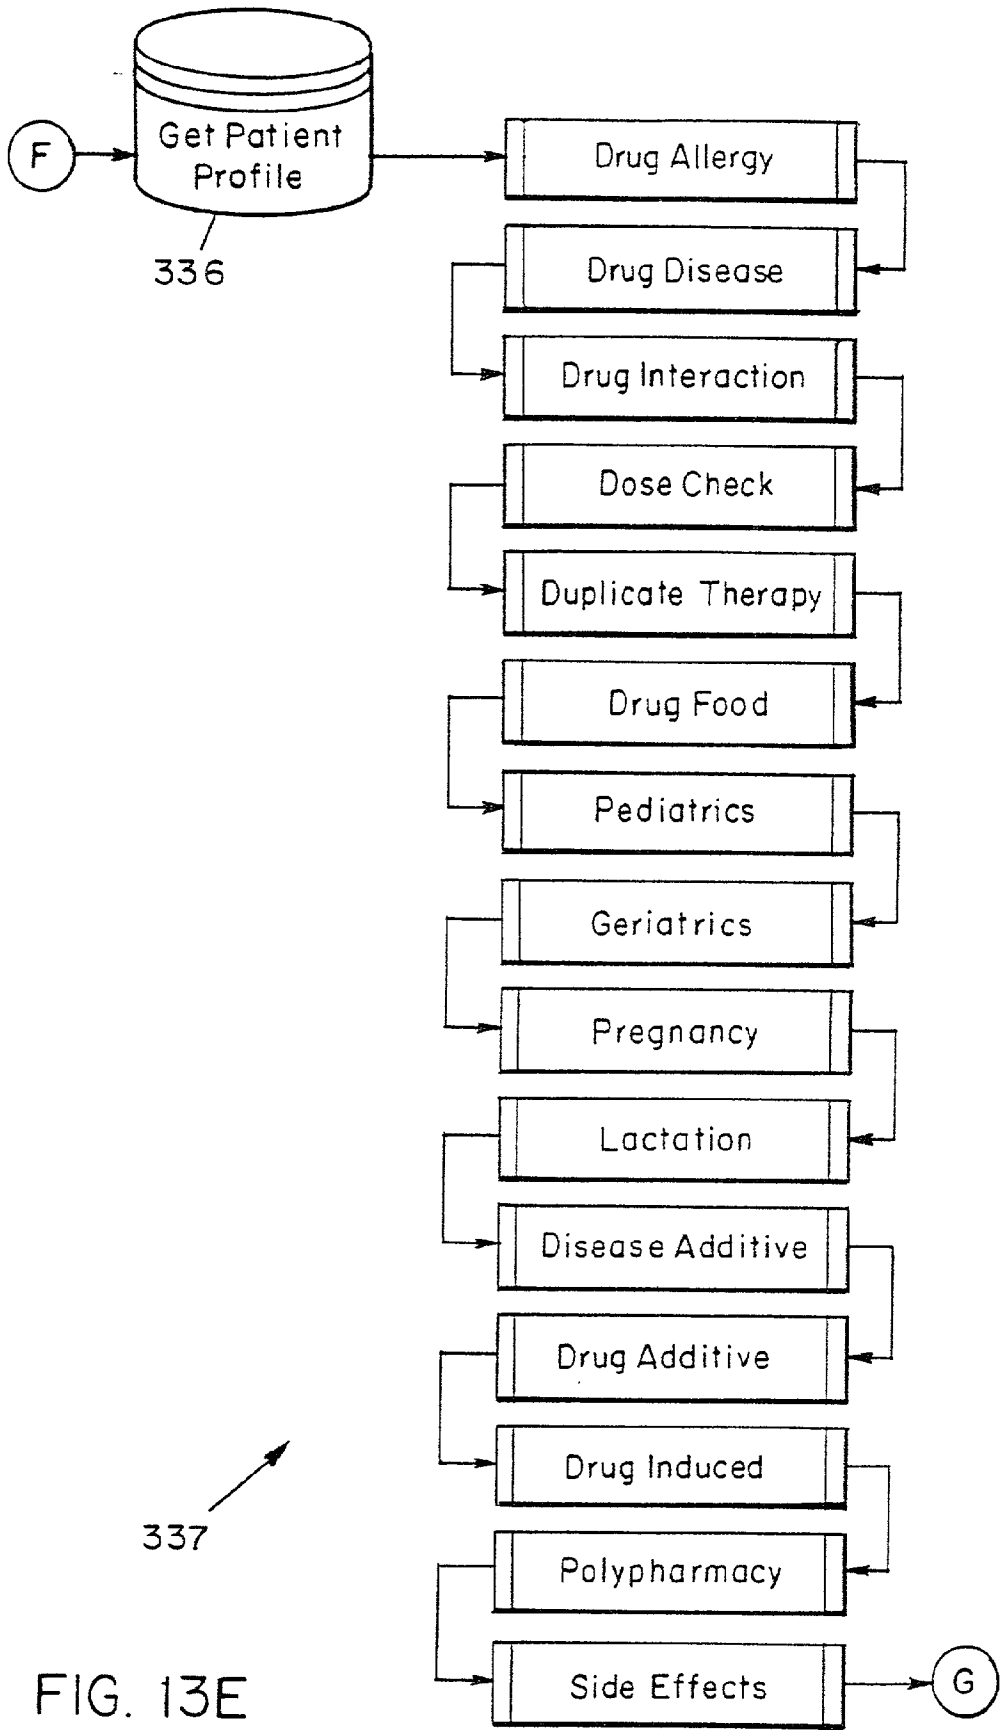 F
Get Patient
Profile
336
Drug Allergy
Drug Disease
Drug Interaction
Dose Check
Duplicate Therapy
Drug Food
Pediatrics
Geriatrics
Pregnancy
Lactation
Disease Additive
Drug Additive
Drug Induced
337
Polypharmacy
Side Effects
G
FIG. 13E